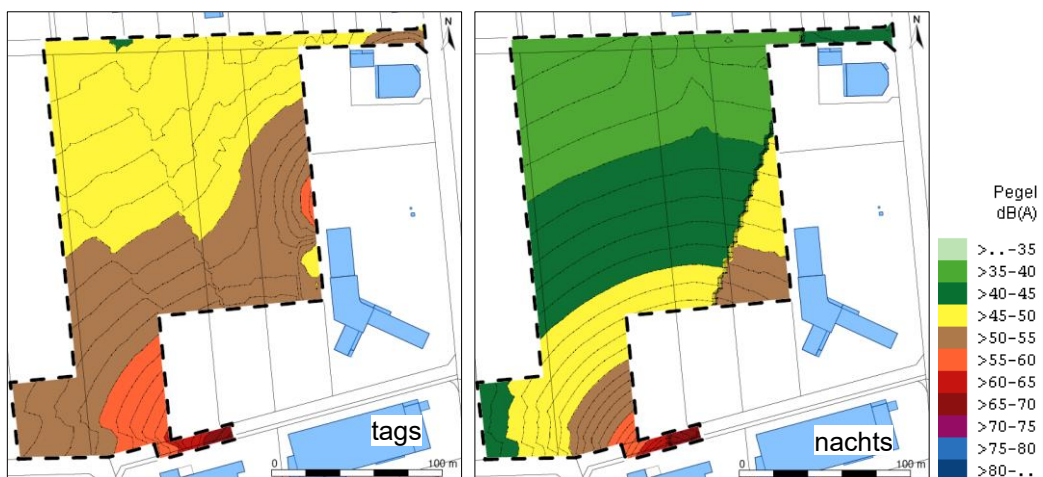 N
tags
0
100 m
N
nachts
0
100 m
Pegel
dB(A)
>..-35
>35-40
>40-45
>45-50
>50-55
>55-60
>60-65
>65-70
>70-75
>75-80
>80-..